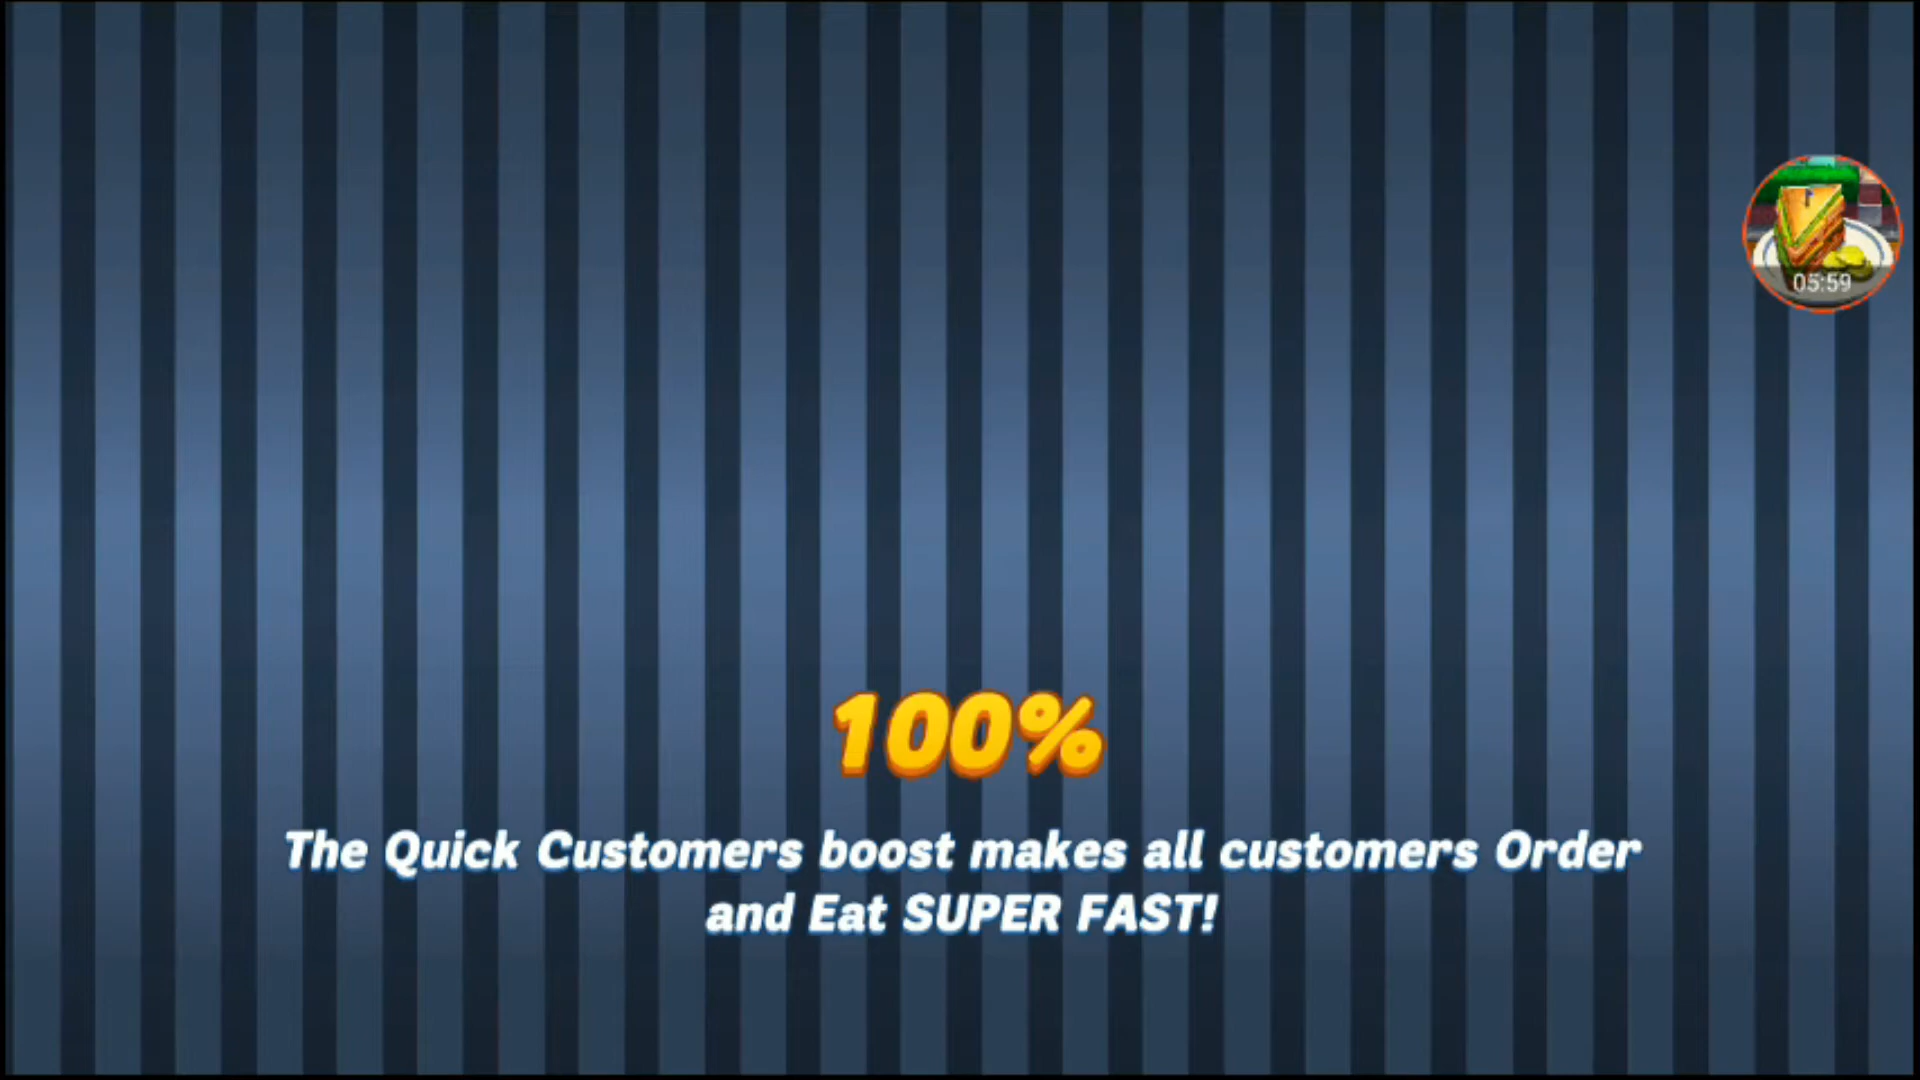 05:59
100%
The Quick Customers boost makes all customers Order
and Eat SUPER FAST!